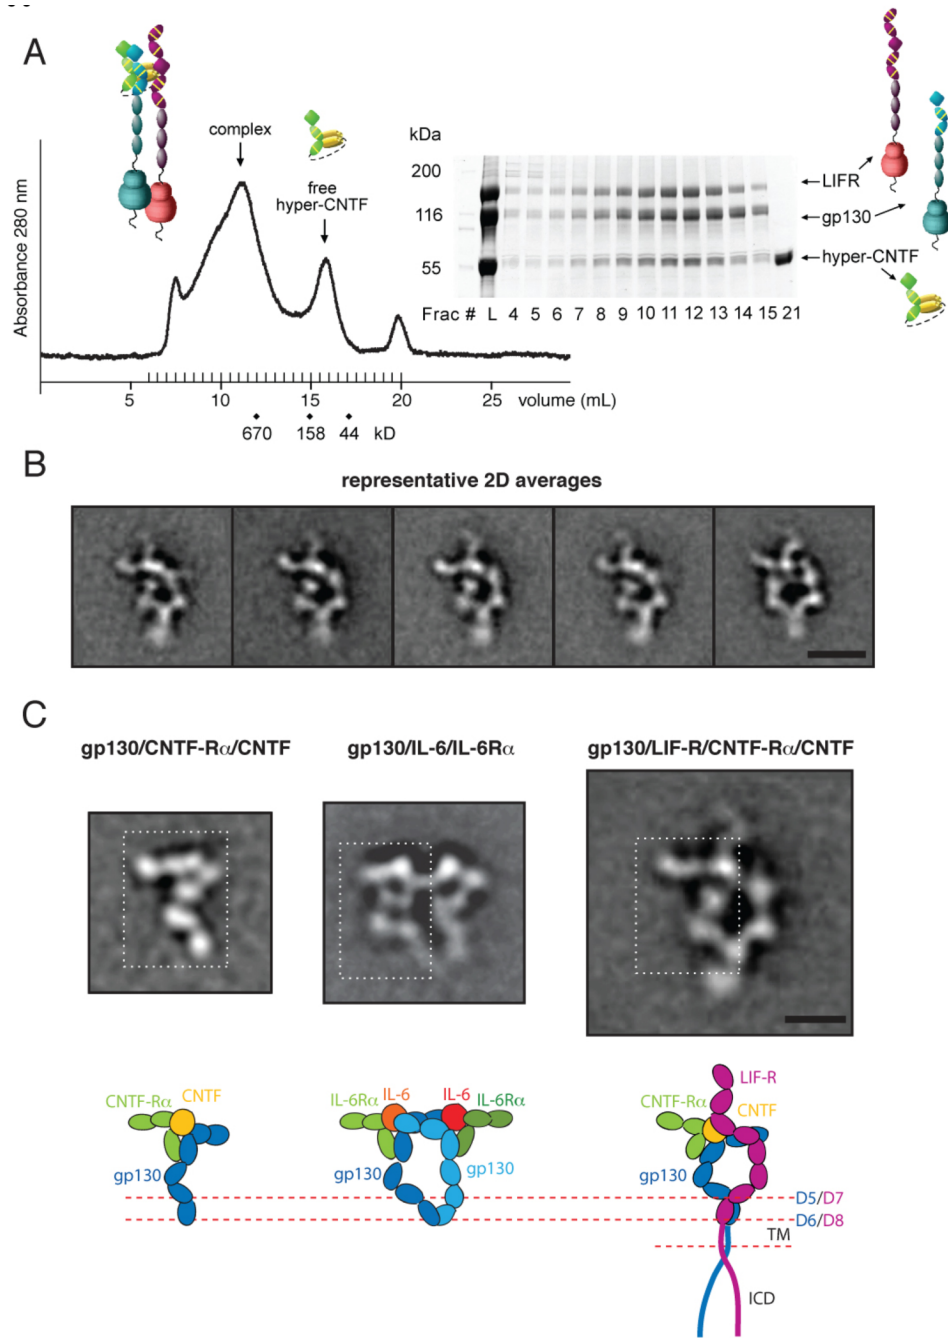 A
complex
free
hyper-CNTF
Absorbance 280 nm
5
10
15
20
25
volume (mL)
670
158
44
kD
kDa
200
116
55
LIFR
gp130
hyper-CNTF
Frac # L 4 5 6 7 8 9 10 11 12 13 14 15 21
B
representative 2D averages
C
gp130/CNTF-Rα/CNTF
gp130/IL-6/IL-6Rα
gp130/LIF-R/CNTF-Rα/CNTF
CNTF-Rα
CNTF
gp130
IL-6Rα
IL-6
IL-6
IL-6Rα
gp130
gp130
LIF-R
CNTF-Rα
CNTF
gp130
D5/D7
D6/D8
TM
ICD